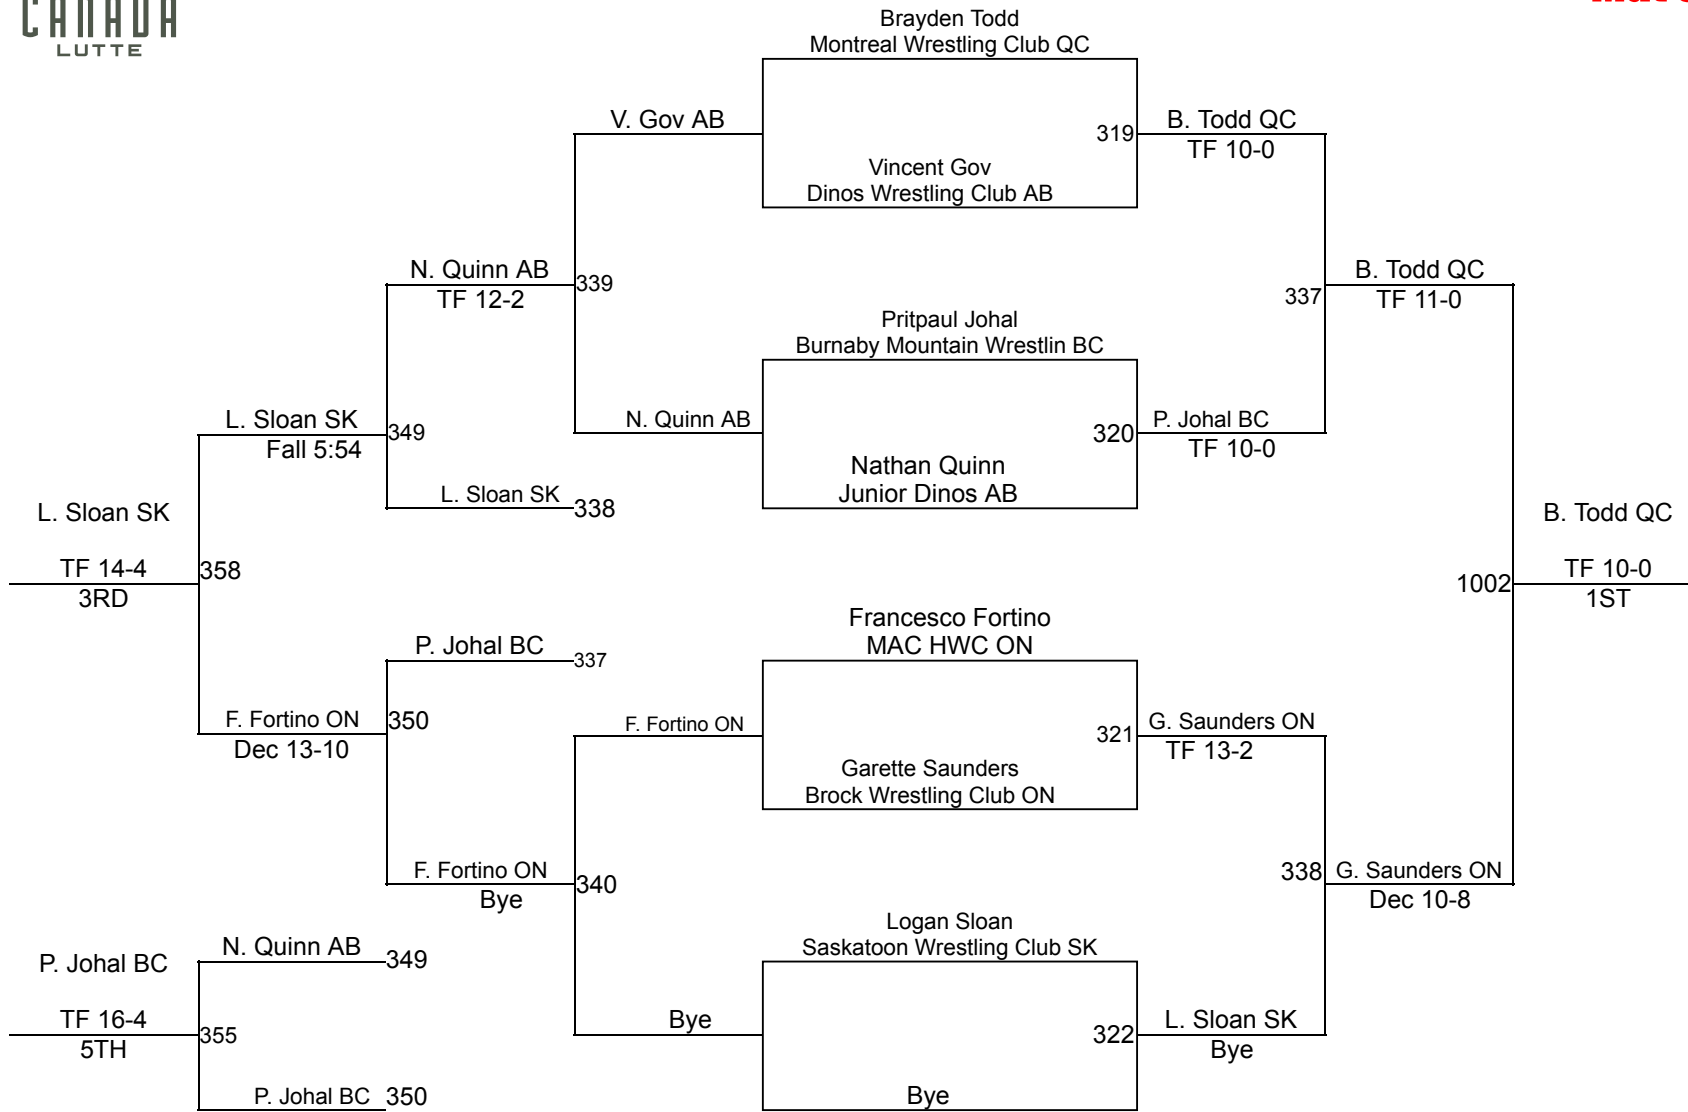 CANADA
LUTTE
Brayden Todd
Montreal Wrestling Club QC
V. Gov AB
319
B. Todd QC
TF 10-0
Vincent Gov
Dinos Wrestling Club AB
N. Quinn AB
TF 12-2
339
337
B. Todd QC
TF 11-0
Pritpaul Johal
Burnaby Mountain Wrestlin BC
L. Sloan SK
Fall 5:54
349
N. Quinn AB
320
P. Johal BC
TF 10-0
Nathan Quinn
Junior Dinos AB
L. Sloan SK
338
L. Sloan SK
TF 14-4
3RD
358
B. Todd QC
1002
TF 10-0
1ST
Francesco Fortino
MAC HWC ON
P. Johal BC
337
F. Fortino ON
Dec 13-10
350
F. Fortino ON
321
G. Saunders ON
TF 13-2
Garette Saunders
Brock Wrestling Club ON
F. Fortino ON
Bye
340
338
G. Saunders ON
Dec 10-8
Logan Sloan
Saskatoon Wrestling Club SK
N. Quinn AB
349
P. Johal BC
TF 16-4
5TH
355
Bye
322
L. Sloan SK
Bye
P. Johal BC
350
Bye